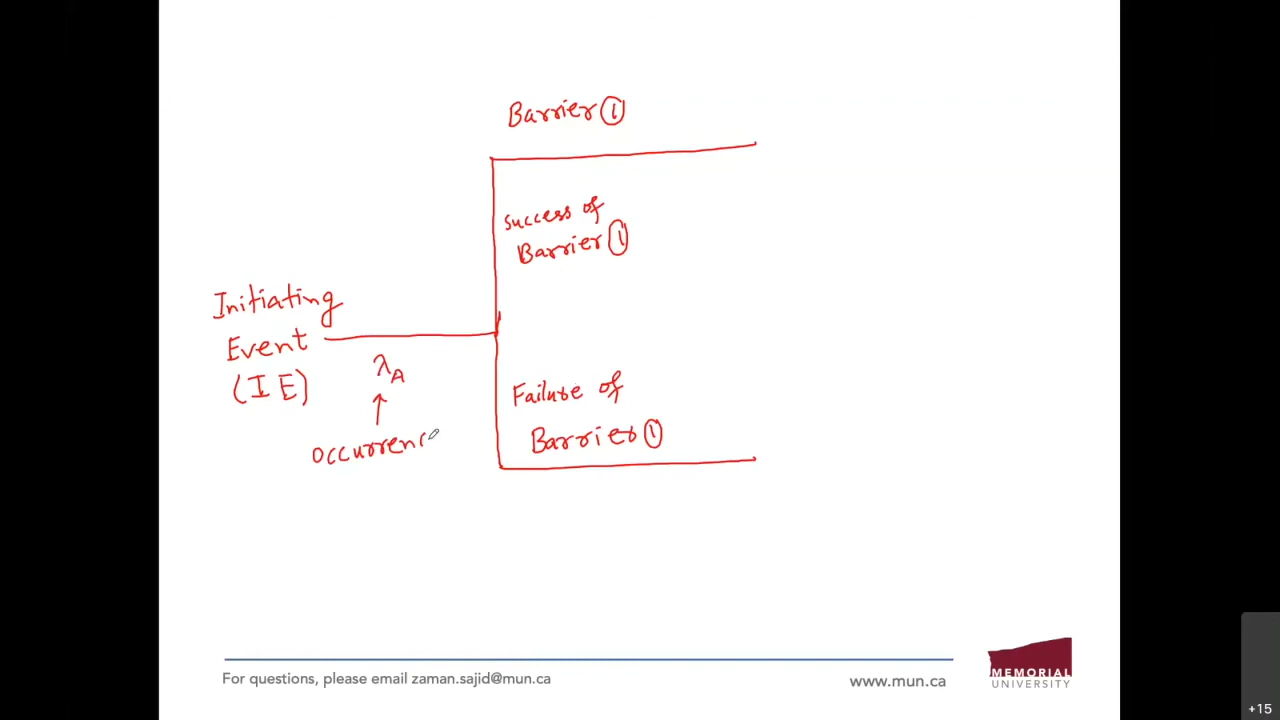 Barrier ①
success of
Barrier ①
Initiating
Event
(IE)
λA
Failure of
Barrier ①
occurrenc
For questions, please email zaman.sajid@mun.ca
www.mun.ca
MEMORIAL
UNIVERSITY
+15